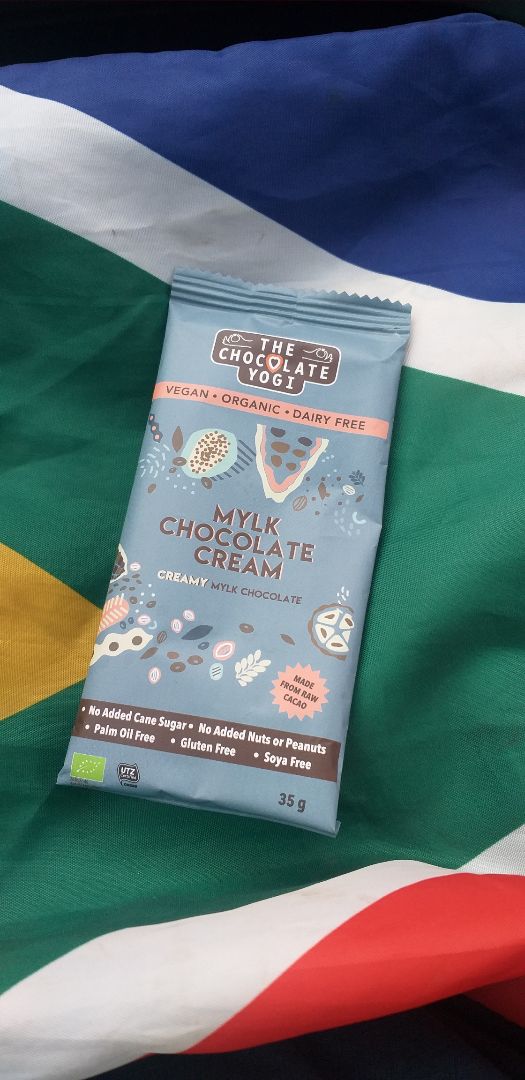 THE
CHOCOLATE
YOGI
VEGAN • ORGANIC • DAIRY FREE
MYLK
CHOCOLATE
CREAM
CREAMY MYLK CHOCOLATE
MADE
FROM RAW
CACAO
• No Added Cane Sugar • No Added Nuts or Peanuts
• Palm Oil Free • Gluten Free • Soya Free
UTZ
35 g